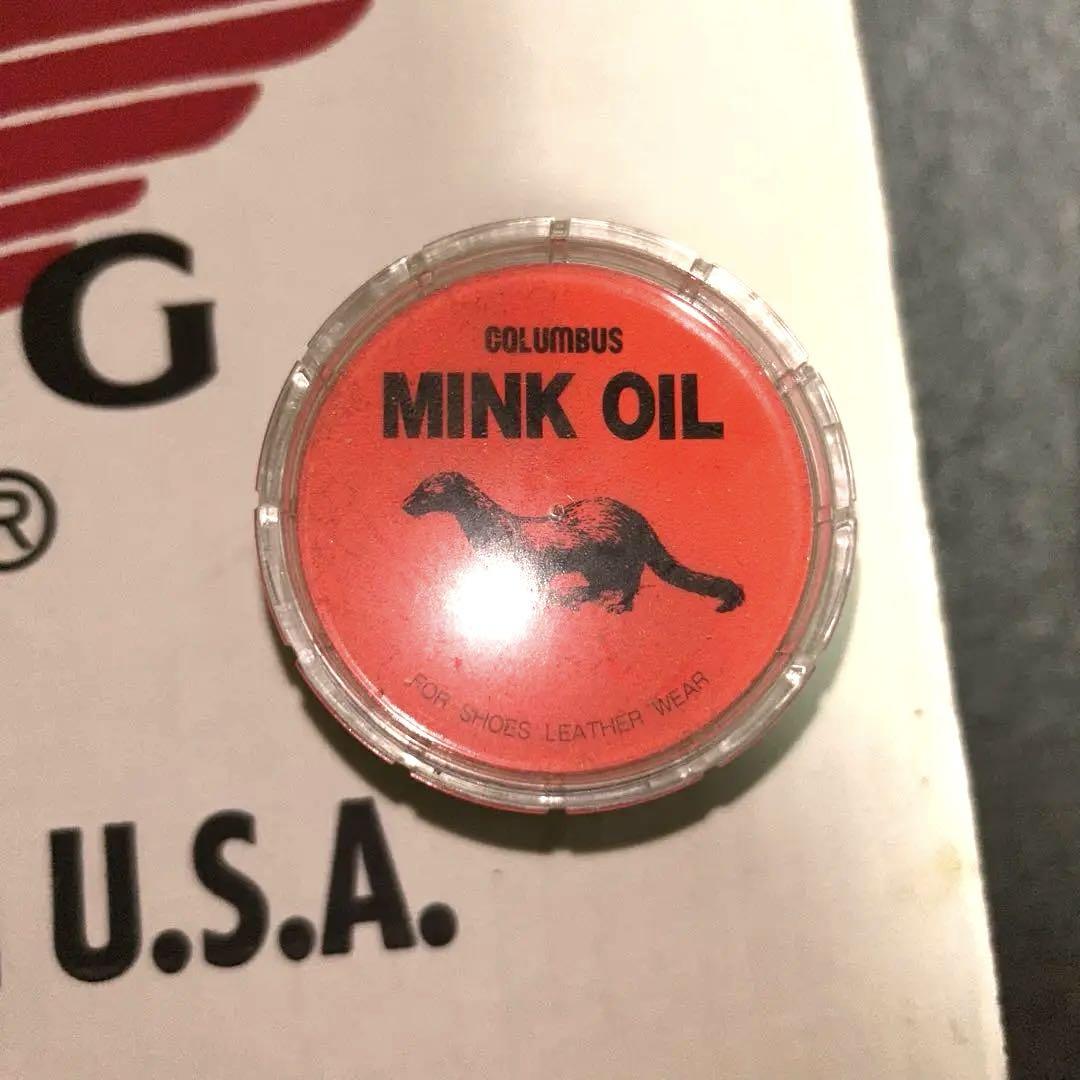 G
®
COLUMBUS
MINK OIL
FOR SHOES LEATHER WEAR
U.S.A.